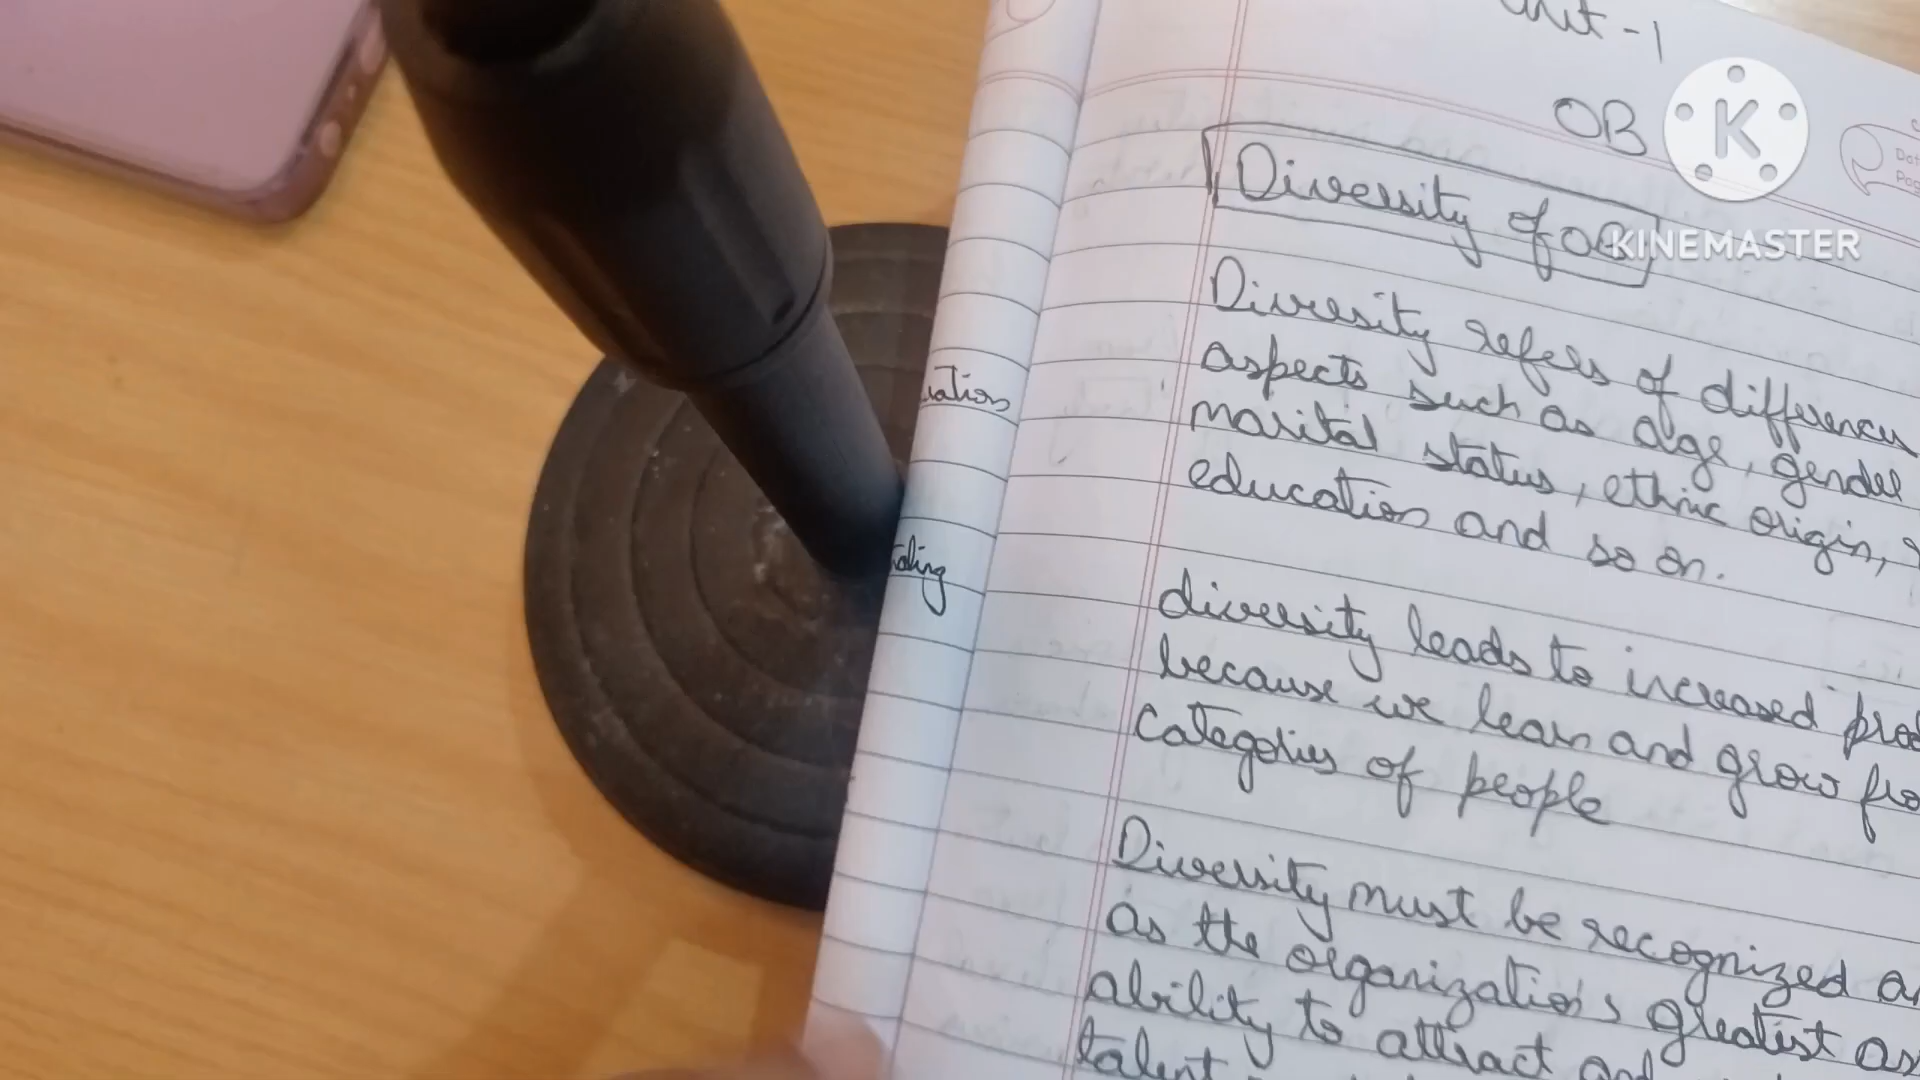 Unit - 1
OB
Diversity of OB
KINEMASTER
Diversity refers of differences
aspects such as age, gender
marital status, ethnic origin,
education and so on.
diversity leads to increased
because we learn and grow
categories of people
Diversity must be recognized
as the organization's greatest
ability to attract and
talent